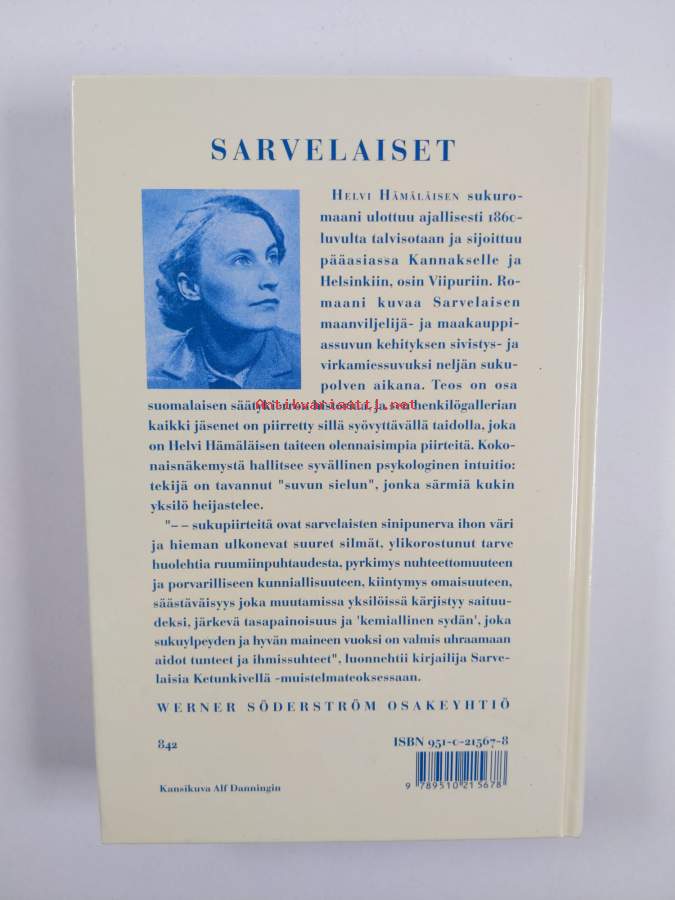 SARVELAISET
HELVI HÄMÄLÄISEN sukuro-
maani ulottuu ajallisesti 1860-
luvulta talvisotaan ja sijoittuu
pääasiassa Kannakselle ja
Helsinkiin, osin Viipuriin. Ro-
maani kuvaa Sarvelaisen
maanviljelijä- ja maakauppi-
assuvun kehityksen sivistys- ja
virkamiessuvuksi neljän suku-
polven aikana. Teos on osa
Antikvariaatti.net
suomalaisen säätykierron historiaa, ja sen henkilögallerian
kaikki jäsenet on piirretty sillä syövyttävällä taidolla, joka
on Helvi Hämäläisen taiteen olennaisimpia piirteitä. Koko-
naisnäkemystä hallitsee syvällinen psykologinen intuitio:
tekijä on tavannut "suvun sielun", jonka särmiä kukin
yksilö heijastelee.
"– – sukupiirteitä ovat sarvelaisten sinipunerva ihon väri
ja hieman ulkonevat suuret silmät, ylikorostunut tarve
huolehtia ruumiinpuhtaudesta, pyrkimys nuhteettomuuteen
ja porvarilliseen kunniallisuuteen, kiintymys omaisuuteen,
säästäväisyys joka muutamissa yksilöissä kärjistyy saituu-
deksi, järkevä tasapainoisuus ja 'kemiallinen sydän', joka
sukuylpeyden ja hyvän maineen vuoksi on valmis uhraamaan
aidot tunteet ja ihmissuhteet", luonnehtii kirjailija Sarve-
laisia Ketunkivellä -muistelmateoksessaan.
WERNER SÖDERSTRÖM OSAKEYHTIÖ
842
ISBN 951-0-21567-8
Kansikuva Alf Danningin
9 789510 215678